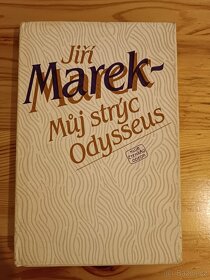 Jiří
Marek-
Můj strýc
Odysseus